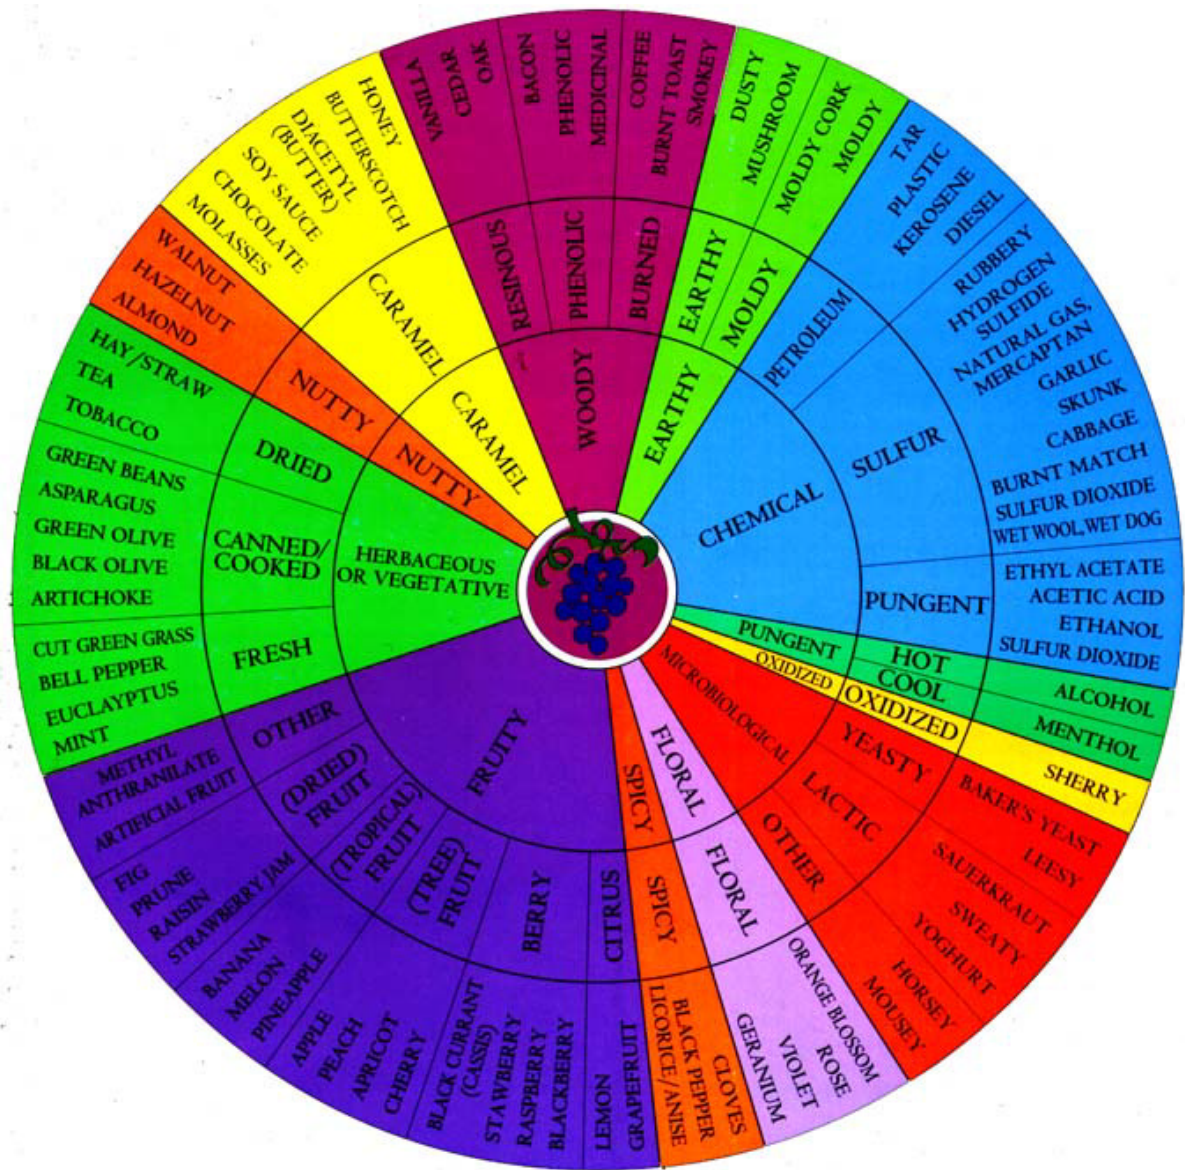 WOODY
RESINOUS
VANILLA
CEDAR
OAK
PHENOLIC
BACON
PHENOLIC
MEDICINAL
BURNED
COFFEE
BURNT TOAST
SMOKEY
EARTHY
EARTHY
DUSTY
MUSHROOM
MOLDY
MOLDY CORK
MOLDY
CHEMICAL
PETROLEUM
TAR
PLASTIC
KEROSENE
DIESEL
SULFUR
RUBBERY
HYDROGEN
SULFIDE
NATURAL GAS,
MERCAPTAN
GARLIC
SKUNK
CABBAGE
BURNT MATCH
SULFUR DIOXIDE
WET WOOL, WET DOG
PUNGENT
ETHYL ACETATE
ACETIC ACID
ETHANOL
SULFUR DIOXIDE
PUNGENT
HOT
ALCOHOL
COOL
MENTHOL
OXIDIZED
OXIDIZED
SHERRY
MICROBIOLOGICAL
YEASTY
BAKER'S YEAST
LEESY
LACTIC
SAUERKRAUT
SWEATY
YOGHURT
OTHER
HORSEY
MOUSEY
FLORAL
FLORAL
ORANGE BLOSSOM
ROSE
VIOLET
GERANIUM
SPICY
SPICY
CLOVES
BLACK PEPPER
LICORICE/ANISE
FRUITY
CITRUS
GRAPEFRUIT
LEMON
BERRY
BLACKBERRY
RASPBERRY
STAWBERRY
BLACK CURRANT
(CASSIS)
(TREE)
FRUIT
CHERRY
APRICOT
PEACH
APPLE
(TROPICAL)
FRUIT
PINEAPPLE
MELON
BANANA
(DRIED)
FRUIT
STRAWBERRY JAM
RAISIN
PRUNE
FIG
OTHER
ARTIFICIAL FRUIT
METHYL
ANTHRANILATE
HERBACEOUS
OR VEGETATIVE
FRESH
CUT GREEN GRASS
BELL PEPPER
EUCLAYPTUS
MINT
CANNED/
COOKED
GREEN BEANS
ASPARAGUS
GREEN OLIVE
BLACK OLIVE
ARTICHOKE
DRIED
HAY/STRAW
TEA
TOBACCO
NUTTY
NUTTY
WALNUT
HAZELNUT
ALMOND
CARAMEL
CARAMEL
HONEY
BUTTERSCOTCH
DIACETYL
(BUTTER)
SOY SAUCE
CHOCOLATE
MOLASSES